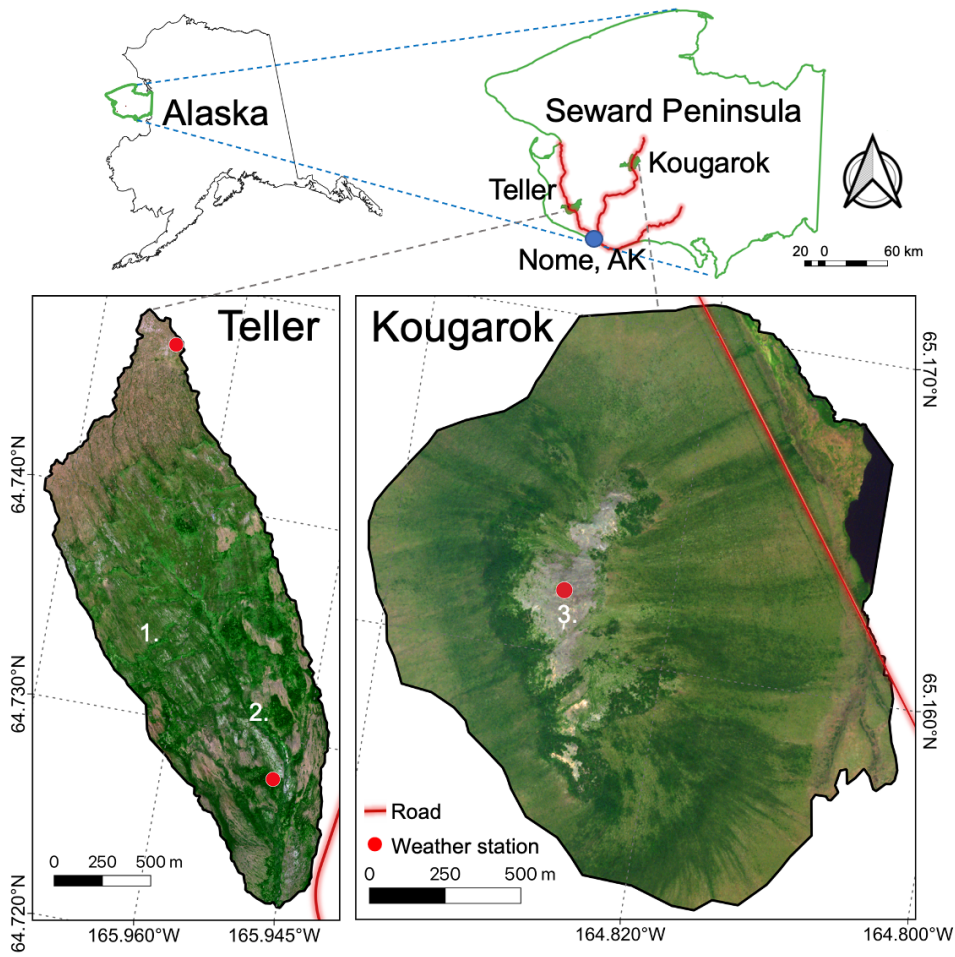 Alaska
Seward Peninsula
Kougarok
Teller
Nome, AK
20 0 60 km
Teller
Kougarok
65.170°N
64.740°N
3.
1.
64.730°N
2.
65.160°N
Road
Weather station
0 250 500 m
0 250 500 m
64.720°N
165.960°W 165.945°W 164.820°W 164.800°W